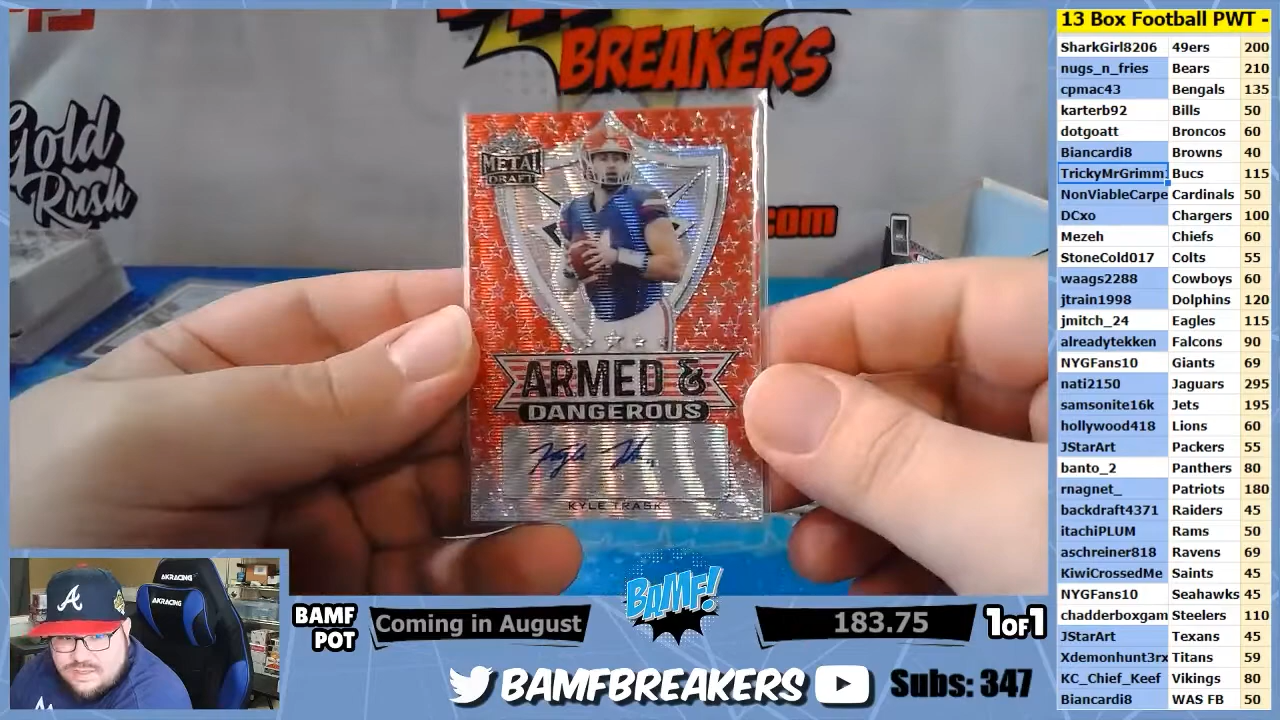 BREAKERS
.com
Gold
Rush
METAL
DRAFT
ARMED &
DANGEROUS
KYLE TRASK
13 Box Football PWT -
SharkGirl8206 49ers 200
nugs_n_fries Bears 210
cpmac43 Bengals 135
karterb92 Bills 50
dotgoatt Broncos 60
Biancardi8 Browns 40
TrickyMrGrimm Bucs 115
NonViableCarpe Cardinals 50
DCxo Chargers 100
Mezeh Chiefs 60
StoneCold017 Colts 55
waags2288 Cowboys 60
jtrain1998 Dolphins 120
jmitch_24 Eagles 115
alreadytekken Falcons 90
NYGFans10 Giants 69
nati2150 Jaguars 295
samsonite16k Jets 195
hollywood418 Lions 60
JStarArt Packers 55
banto_2 Panthers 80
rnagnet_ Patriots 180
backdraft4371 Raiders 45
itachiPLUM Rams 50
aschreiner818 Ravens 69
KiwiCrossedMe Saints 45
NYGFans10 Seahawks 45
chadderboxgam Steelers 110
JStarArt Texans 45
Xdemonhunt3rx Titans 59
KC_Chief_Keef Vikings 80
Biancardi8 WAS FB 50
AKRACING
AKRACING
A
BAMF
POT
Coming in August
BAMF!
183.75
1OF1
BAMFBREAKERS
Subs: 347